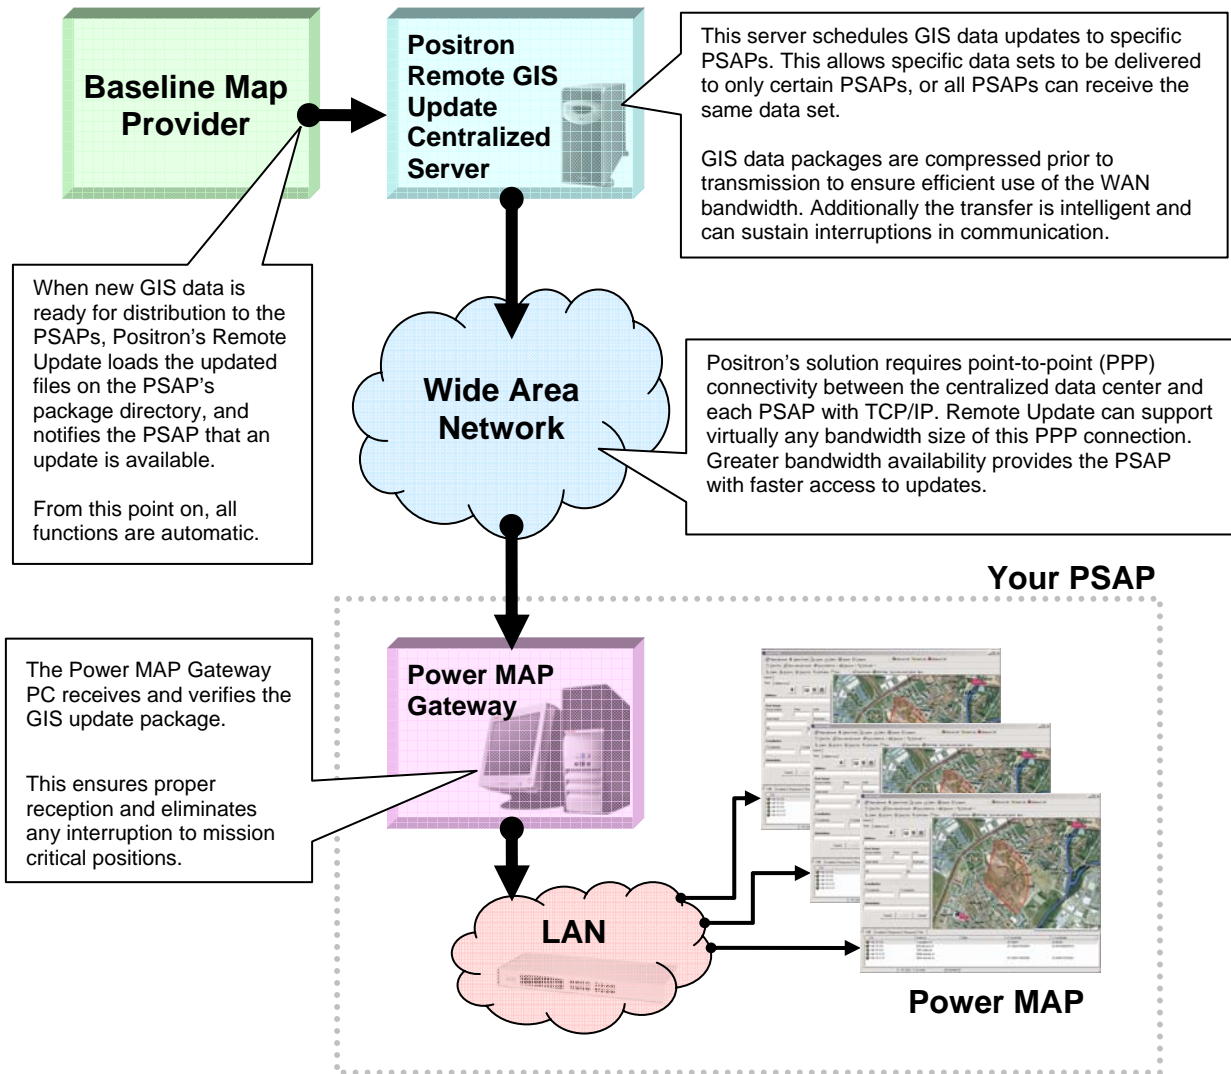 Baseline Map
Provider
Positron
Remote GIS
Update
Centralized
Server
This server schedules GIS data updates to specific
PSAPs. This allows specific data sets to be delivered
to only certain PSAPs, or all PSAPs can receive the
same data set.
GIS data packages are compressed prior to
transmission to ensure efficient use of the WAN
bandwidth. Additionally the transfer is intelligent and
can sustain interruptions in communication.
When new GIS data is
ready for distribution to the
PSAPs, Positron’s Remote
Update loads the updated
files on the PSAP’s
package directory, and
notifies the PSAP that an
update is available.
From this point on, all
functions are automatic.
Wide Area
Network
Positron’s solution requires point-to-point (PPP)
connectivity between the centralized data center and
each PSAP with TCP/IP. Remote Update can support
virtually any bandwidth size of this PPP connection.
Greater bandwidth availability provides the PSAP
with faster access to updates.
Your PSAP
The Power MAP Gateway
PC receives and verifies the
GIS update package.
This ensures proper
reception and eliminates
any interruption to mission
critical positions.
Power MAP
Gateway
LAN
Power MAP